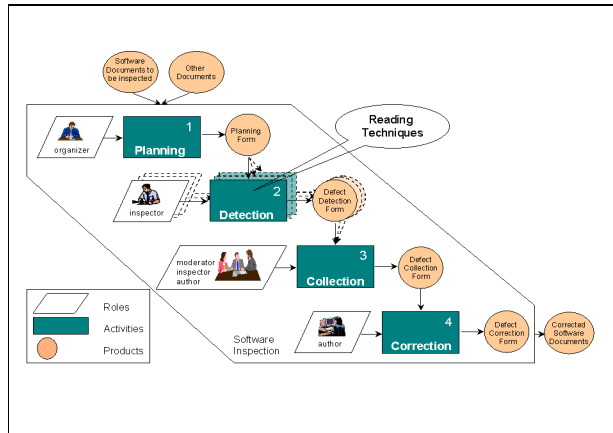 Software
Documents to
be inspected
Other
Documents
1
Planning
organizer
Planning
Form
Reading
Techniques
2
Detection
inspector
Defect
Detection
Form
3
Collection
moderator
inspector
author
Defect
Collection
Form
4
Correction
author
Defect
Correction
Form
Corrected
Software
Documents
Roles
Activities
Products
Software
Inspection